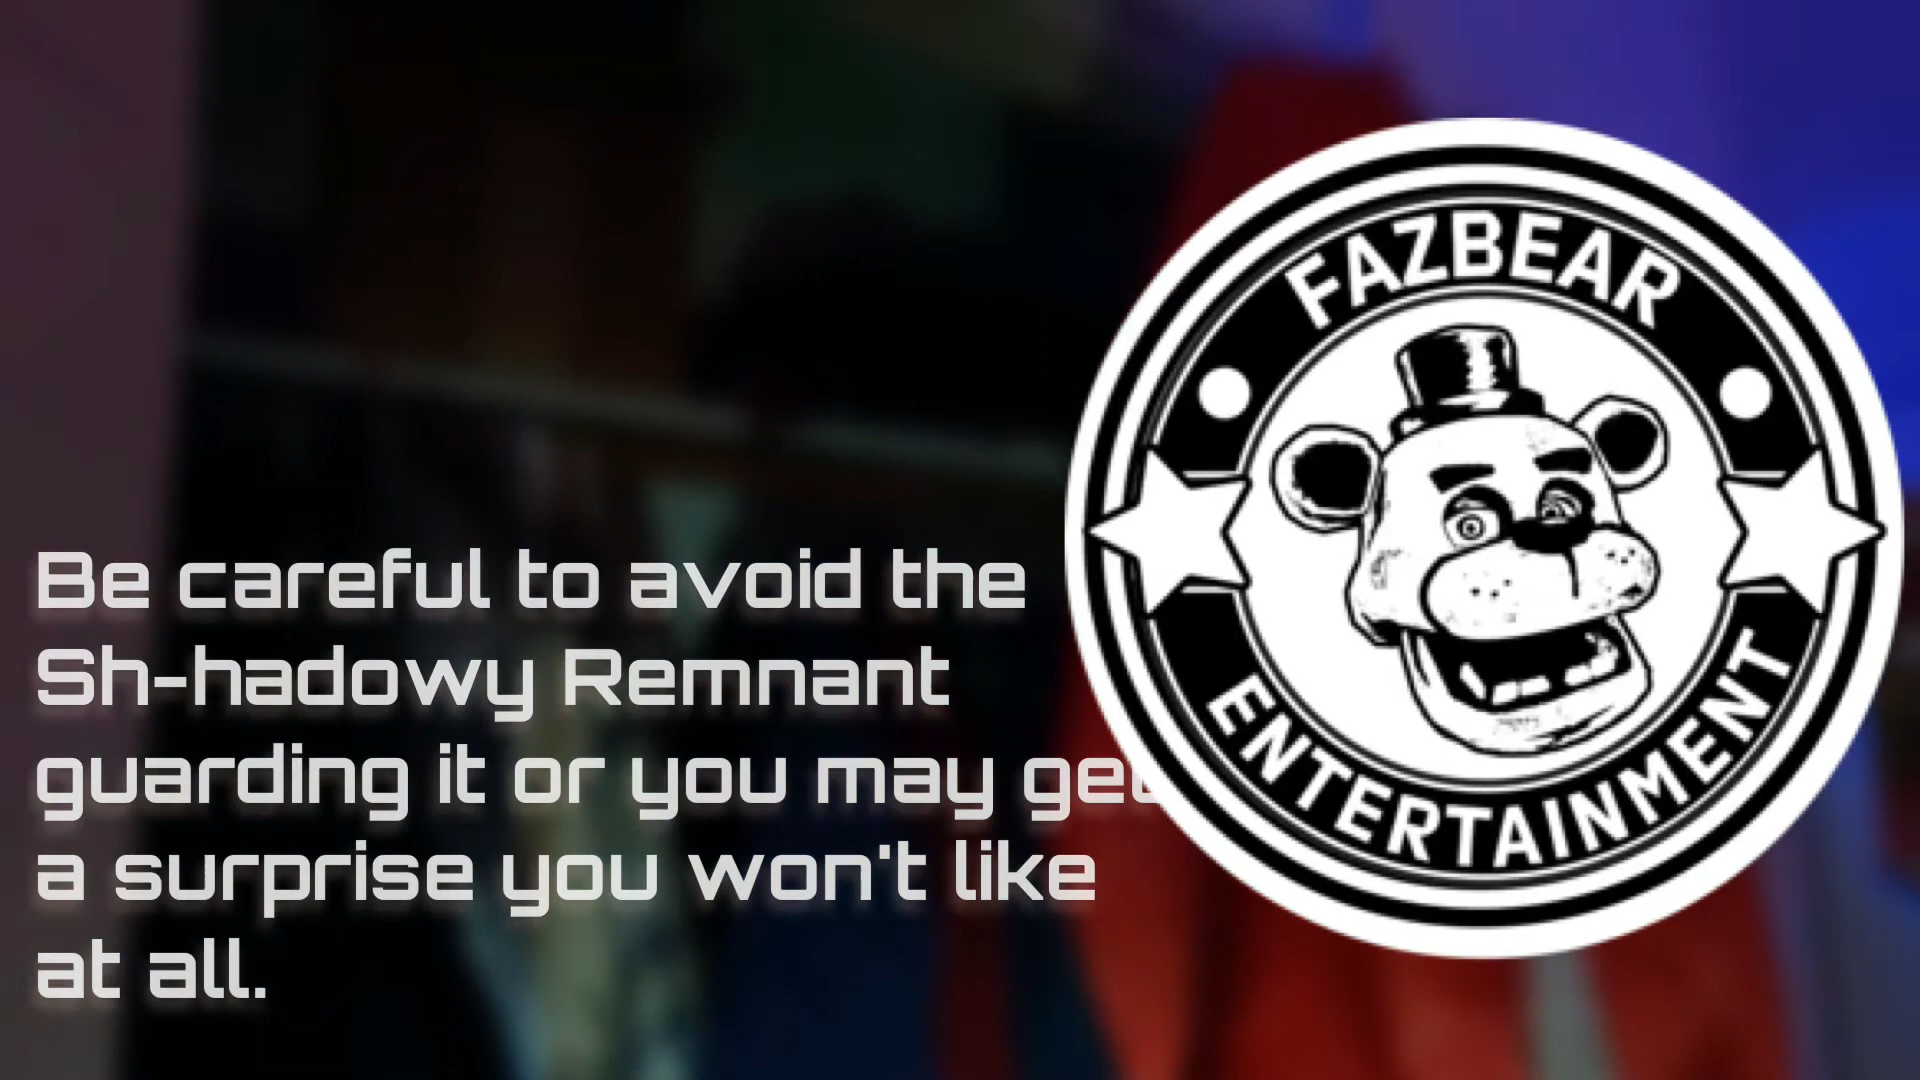 Be careful to avoid the
Sh-hadowy Remnant
guarding it or you may get
a surprise you won't like
at all.
FAZBEAR
ENTERTAINMENT